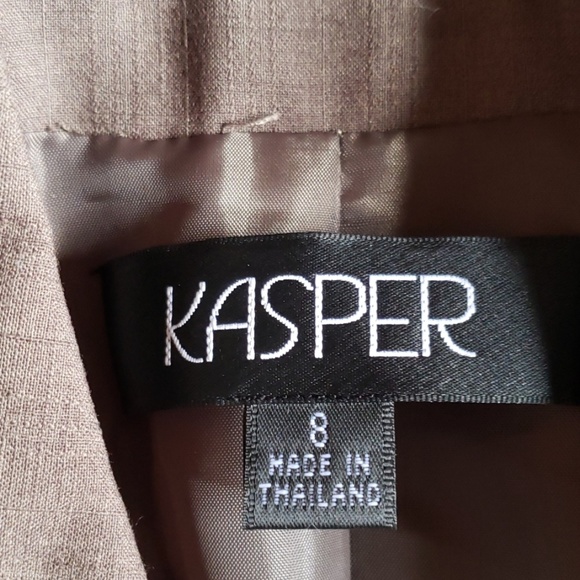 KASPER
8
MADE IN
THAILAND